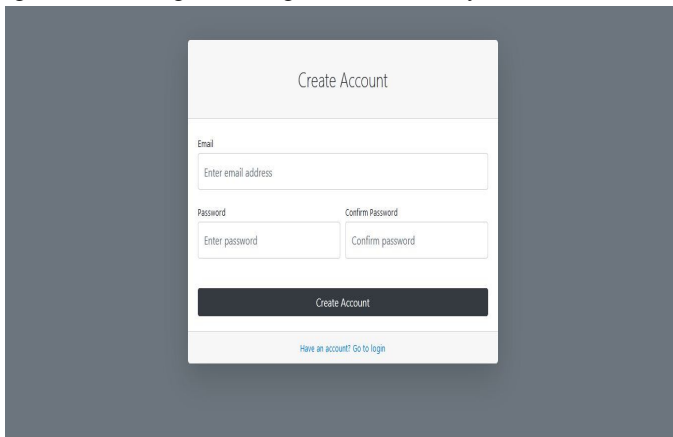 Create Account
Email
Enter email address
Password Confirm Password
Enter password Confirm password
Create Account
Have an account? Go to login